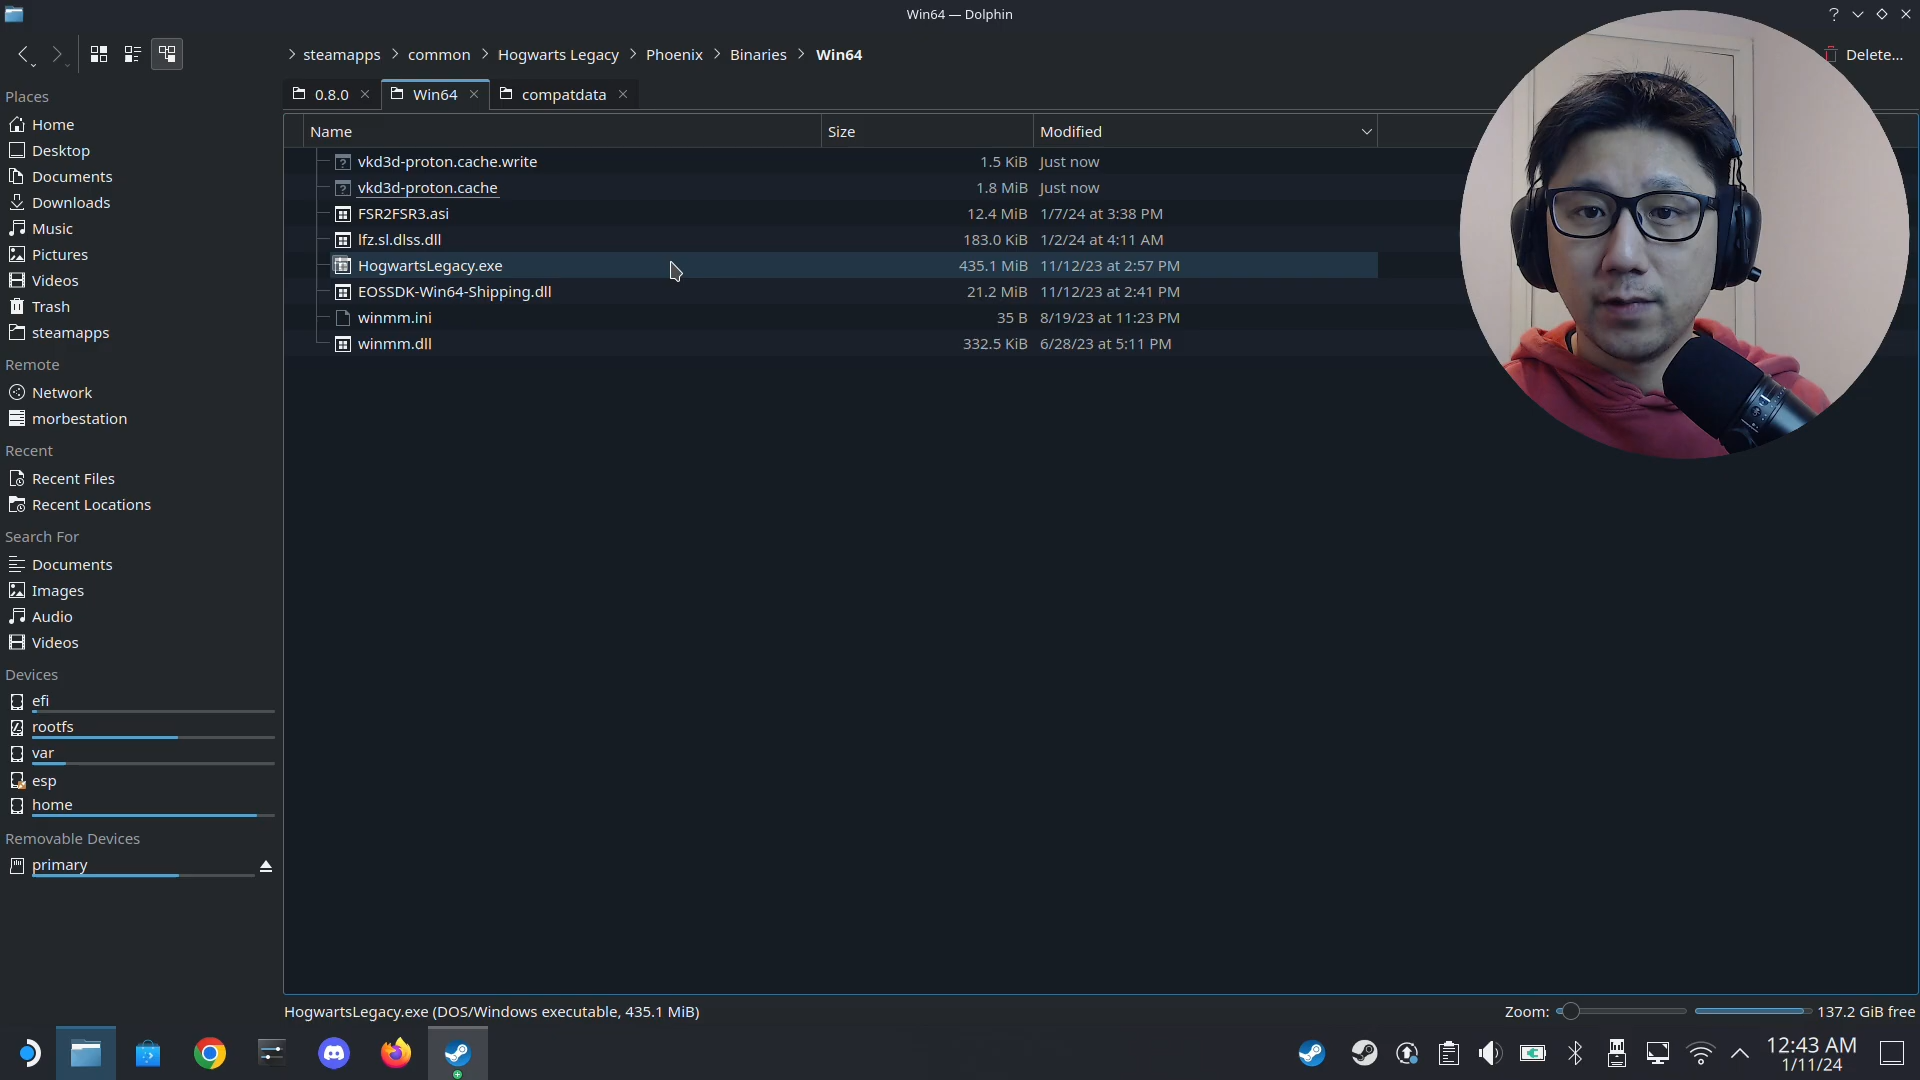 Win64 — Dolphin
steamapps > common > Hogwarts Legacy > Phoenix > Binaries > Win64
Delete...
0.8.0
Win64
compatdata
Name Size Modified
vkd3d-proton.cache.write 1.5 KiB Just now
vkd3d-proton.cache 1.8 MiB Just now
FSR2FSR3.asi 12.4 MiB 1/7/24 at 3:38 PM
lfz.sl.dlss.dll 183.0 KiB 1/2/24 at 4:11 AM
HogwartsLegacy.exe 435.1 MiB 11/12/23 at 2:57 PM
EOSSDK-Win64-Shipping.dll 21.2 MiB 11/12/23 at 2:41 PM
winmm.ini 35 B 8/19/23 at 11:23 PM
winmm.dll 332.5 KiB 6/28/23 at 5:11 PM
Places
Home
Desktop
Documents
Downloads
Music
Pictures
Videos
Trash
steamapps
Remote
Network
morbestation
Recent
Recent Files
Recent Locations
Search For
Documents
Images
Audio
Videos
Devices
efi
rootfs
var
esp
home
Removable Devices
primary
HogwartsLegacy.exe (DOS/Windows executable, 435.1 MiB)
Zoom:
137.2 GiB free
12:43 AM
1/11/24